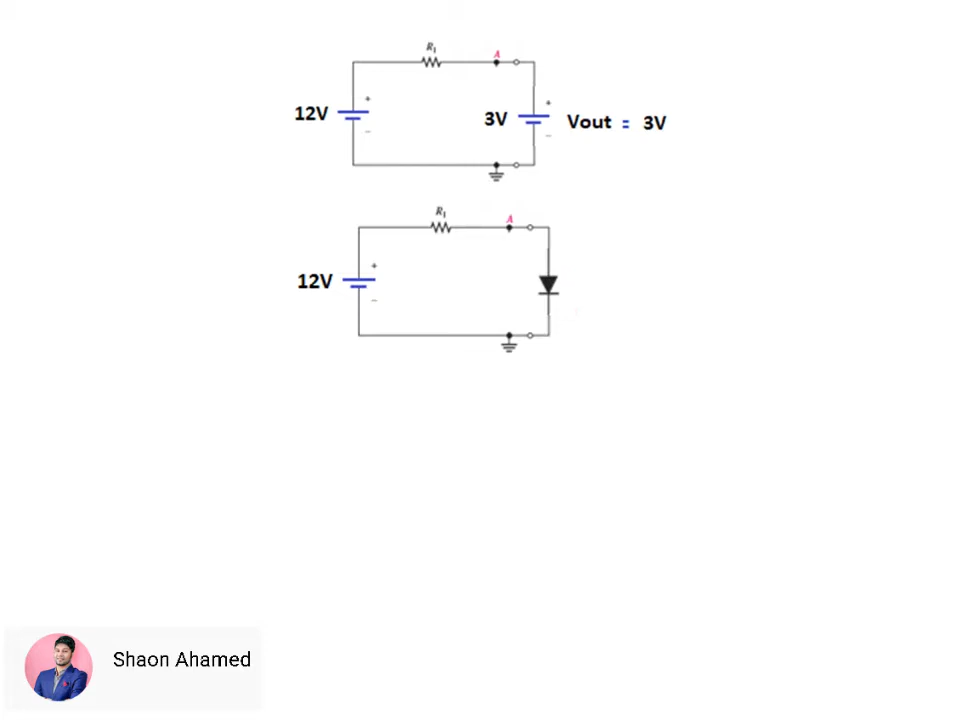 R1
A
+
12V
3V
+
Vout = 3V
−
−
R1
A
+
12V
−
Shaon Ahamed